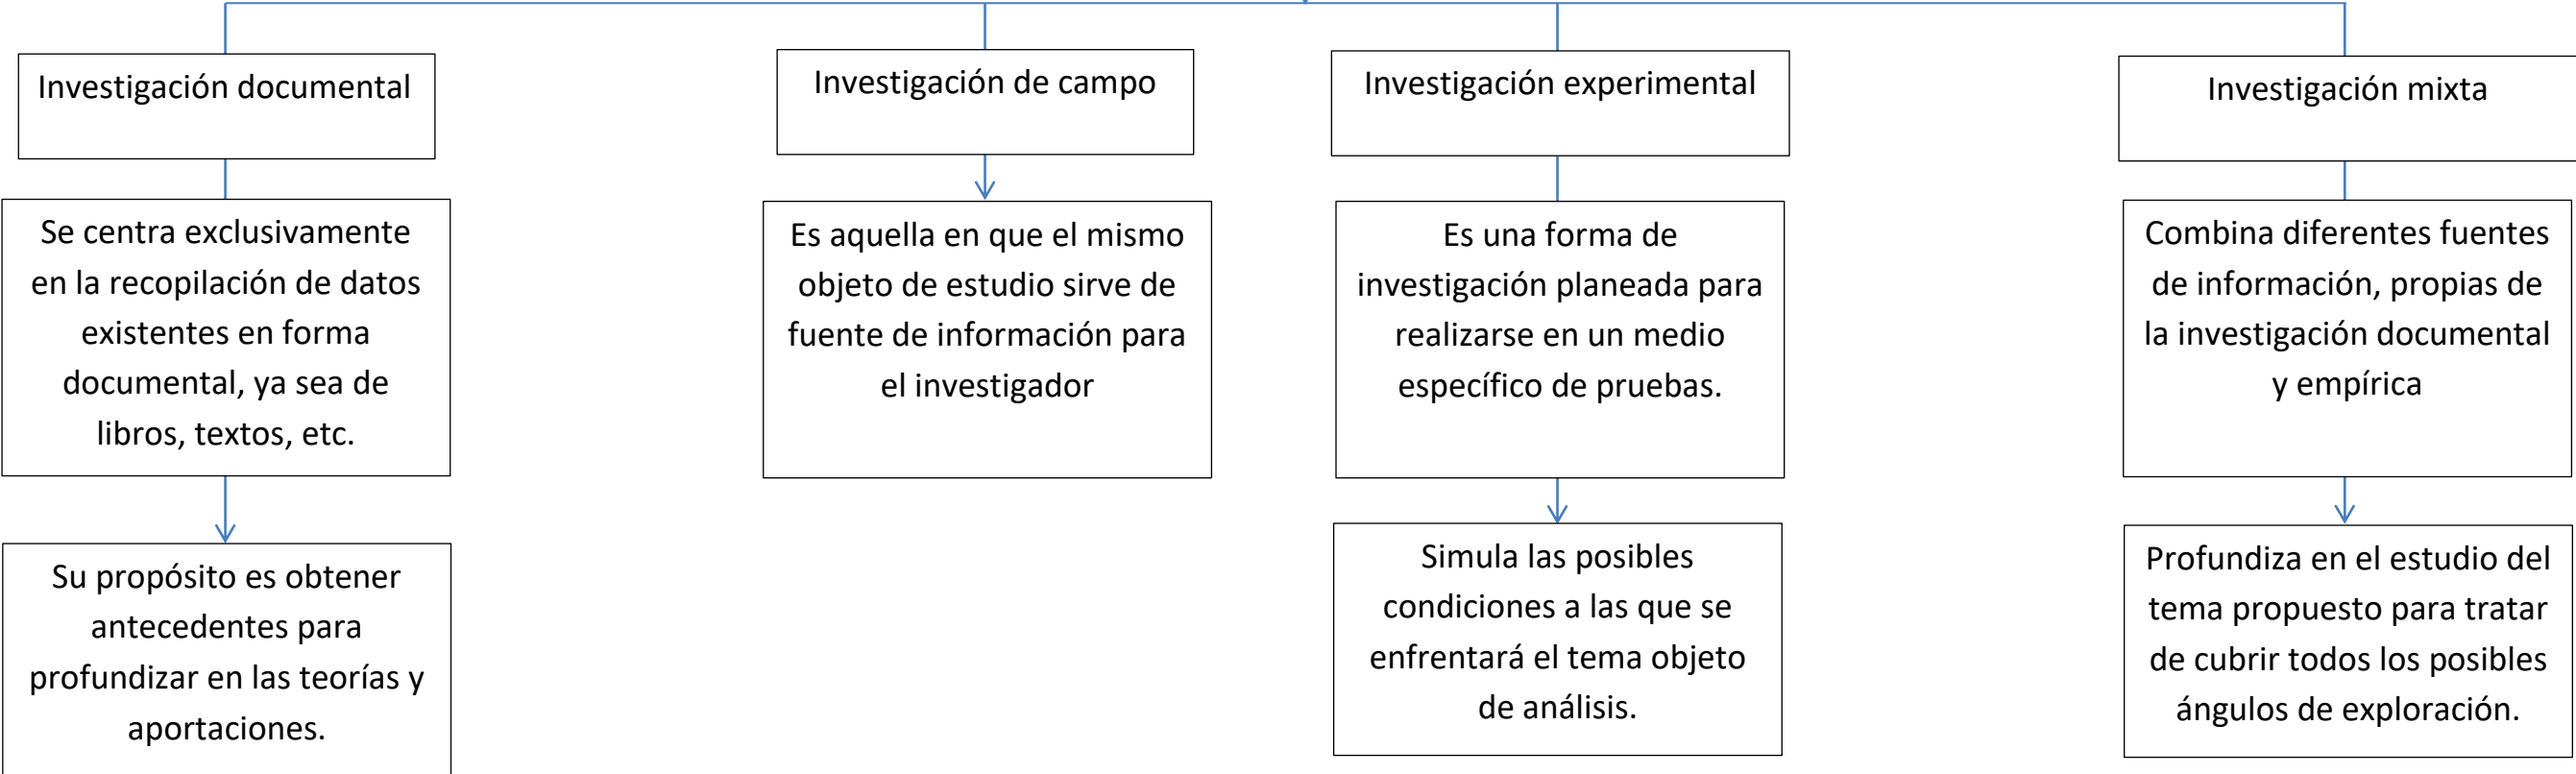 Investigación documental
Se centra exclusivamente
en la recopilación de datos
existentes en forma
documental, ya sea de
libros, textos, etc.
Su propósito es obtener
antecedentes para
profundizar en las teorías y
aportaciones.
Investigación de campo
Es aquella en que el mismo
objeto de estudio sirve de
fuente de información para
el investigador
Investigación experimental
Es una forma de
investigación planeada para
realizarse en un medio
específico de pruebas.
Simula las posibles
condiciones a las que se
enfrentará el tema objeto
de análisis.
Investigación mixta
Combina diferentes fuentes
de información, propias de
la investigación documental
y empírica
Profundiza en el estudio del
tema propuesto para tratar
de cubrir todos los posibles
ángulos de exploración.